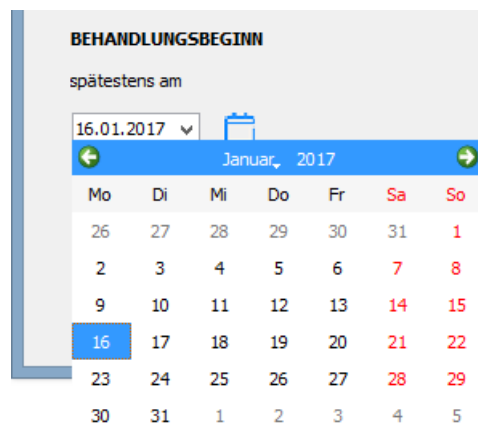 BEHANDLUNGSBEGINN
spätestens am
16.01.2017
Januar, 2017
Mo Di Mi Do Fr Sa So
26 27 28 29 30 31 1
2 3 4 5 6 7 8
9 10 11 12 13 14 15
16 17 18 19 20 21 22
23 24 25 26 27 28 29
30 31 1 2 3 4 5